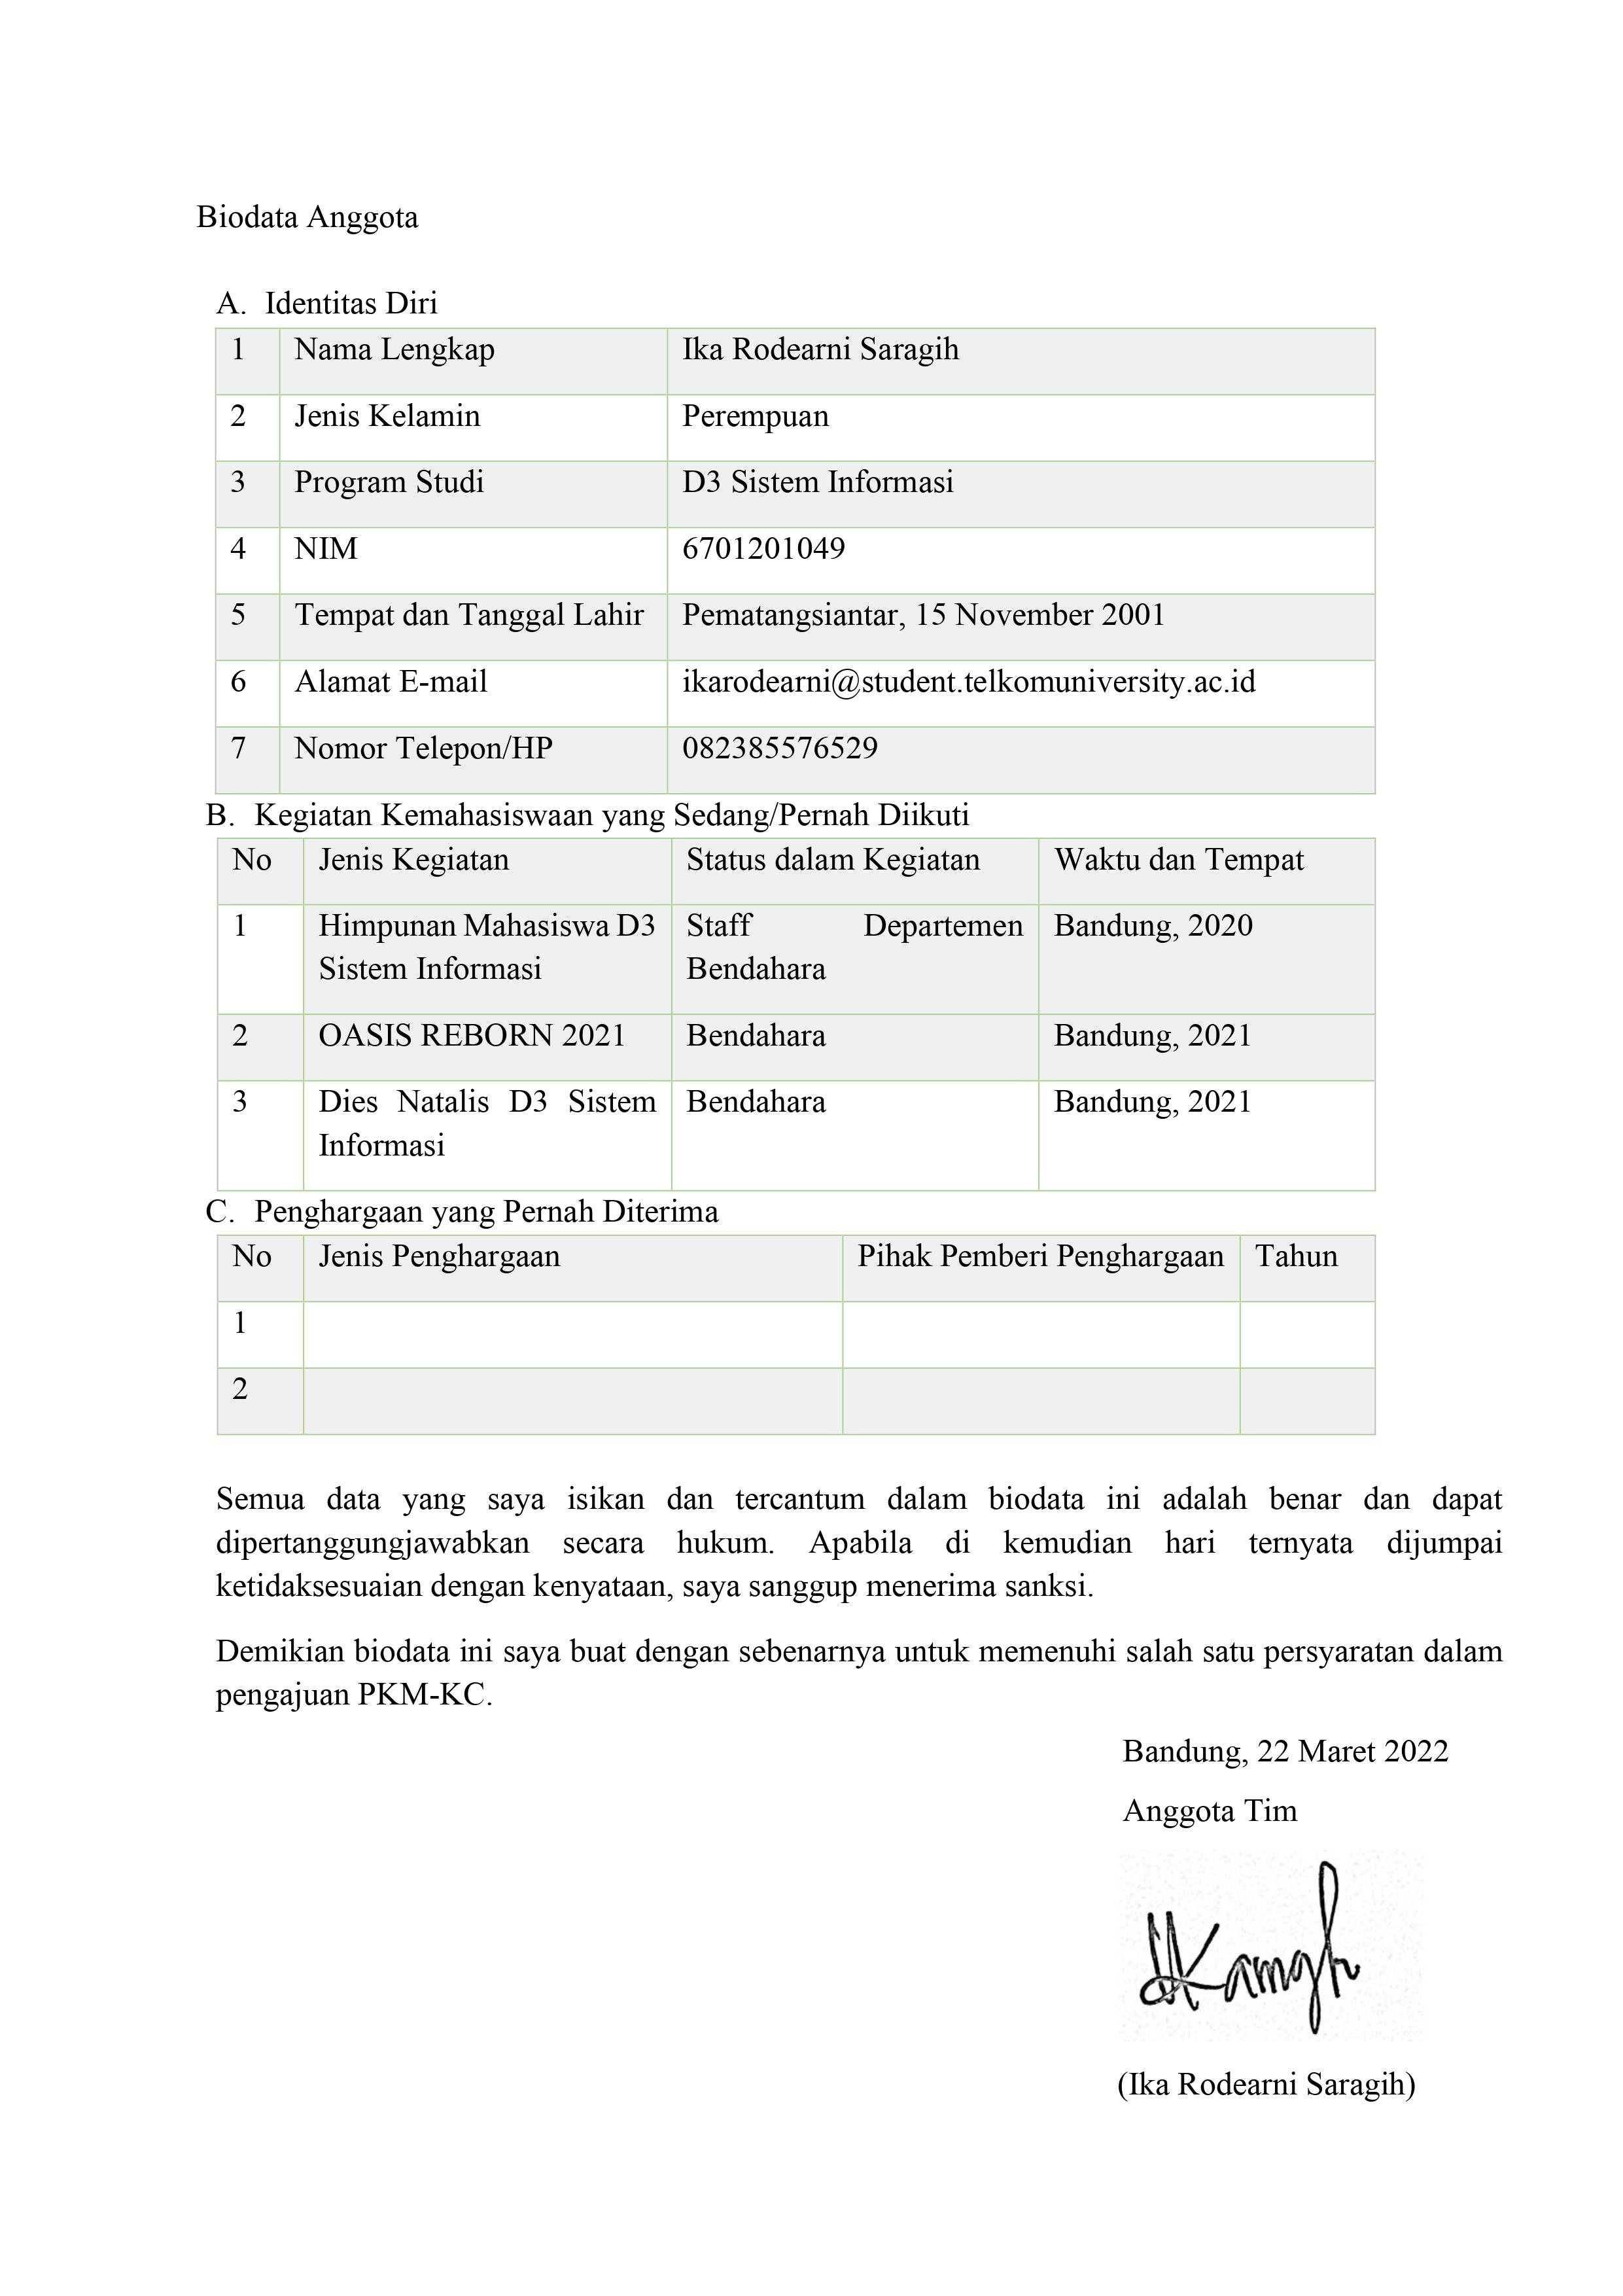 Biodata Anggota
A. Identitas Diri
1 Nama Lengkap Ika Rodearni Saragih
2 Jenis Kelamin Perempuan
3 Program Studi D3 Sistem Informasi
4 NIM 6701201049
5 Tempat dan Tanggal Lahir Pematangsiantar, 15 November 2001
6 Alamat E-mail ikarodearni@student.telkomuniversity.ac.id
7 Nomor Telepon/HP 082385576529
B. Kegiatan Kemahasiswaan yang Sedang/Pernah Diikuti
No Jenis Kegiatan Status dalam Kegiatan Waktu dan Tempat
1 Himpunan Mahasiswa D3 Staff Departemen Bandung, 2020
Sistem Informasi Bendahara
2 OASIS REBORN 2021 Bendahara Bandung, 2021
3 Dies Natalis D3 Sistem Bendahara Bandung, 2021
Informasi
C. Penghargaan yang Pernah Diterima
No Jenis Penghargaan Pihak Pemberi Penghargaan Tahun
1
2
Semua data yang saya isikan dan tercantum dalam biodata ini adalah benar dan dapat
dipertanggungjawabkan secara hukum. Apabila di kemudian hari ternyata dijumpai
ketidaksesuaian dengan kenyataan, saya sanggup menerima sanksi.
Demikian biodata ini saya buat dengan sebenarnya untuk memenuhi salah satu persyaratan dalam
pengajuan PKM-KC.
Bandung, 22 Maret 2022
Anggota Tim
(Ika Rodearni Saragih)